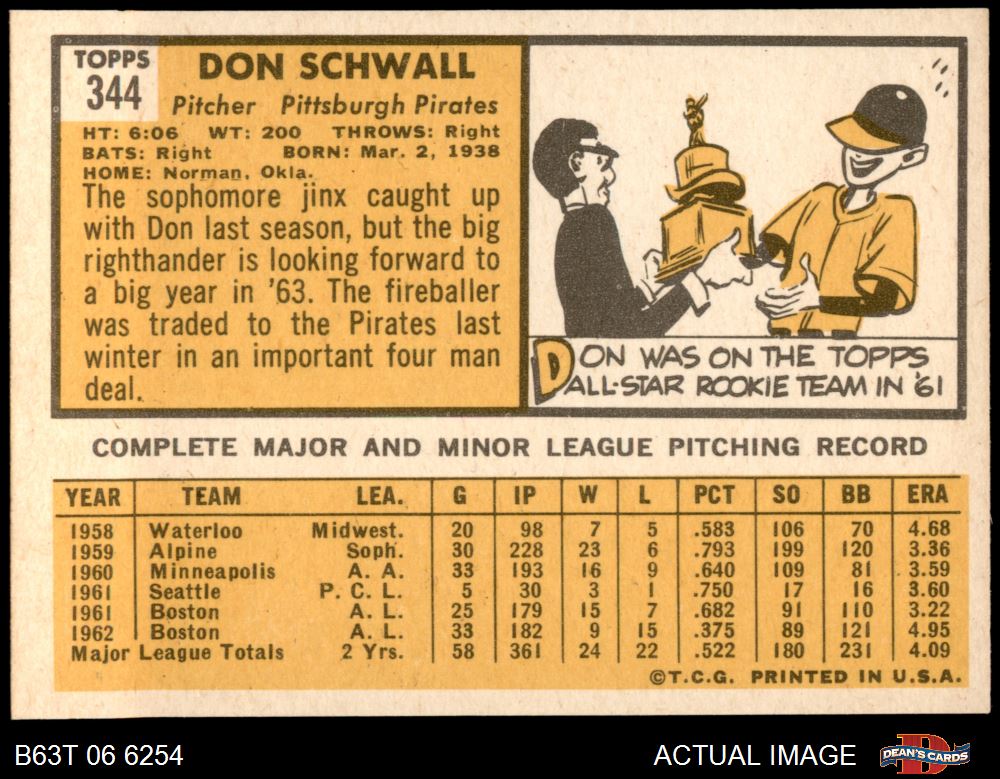 TOPPS
344
DON SCHWALL
Pitcher Pittsburgh Pirates
HT: 6:06 WT: 200 THROWS: Right
BATS: Right BORN: Mar. 2, 1938
HOME: Norman, Okla.
The sophomore jinx caught up
with Don last season, but the big
righthander is looking forward to
a big year in '63. The fireballer
was traded to the Pirates last
winter in an important four man
deal.
DON WAS ON THE TOPPS
ALL-STAR ROOKIE TEAM IN '61
COMPLETE MAJOR AND MINOR LEAGUE PITCHING RECORD
YEAR TEAM LEA. G IP W L PCT SO BB ERA
1958 Waterloo Midwest. 20 98 7 5 .583 106 70 4.68
1959 Alpine Soph. 30 228 23 6 .793 199 120 3.36
1960 Minneapolis A. A. 33 193 16 9 .640 109 81 3.59
1961 Seattle P. C. L. 5 30 3 1 .750 17 16 3.60
1961 Boston A. L. 25 179 15 7 .682 91 110 3.22
1962 Boston A. L. 33 182 9 15 .375 89 121 4.95
Major League Totals 2 Yrs. 58 361 24 22 .522 180 231 4.09
©T.C.G. PRINTED IN U.S.A.
B63T 06 6254 ACTUAL IMAGE DEAN'S CARDS